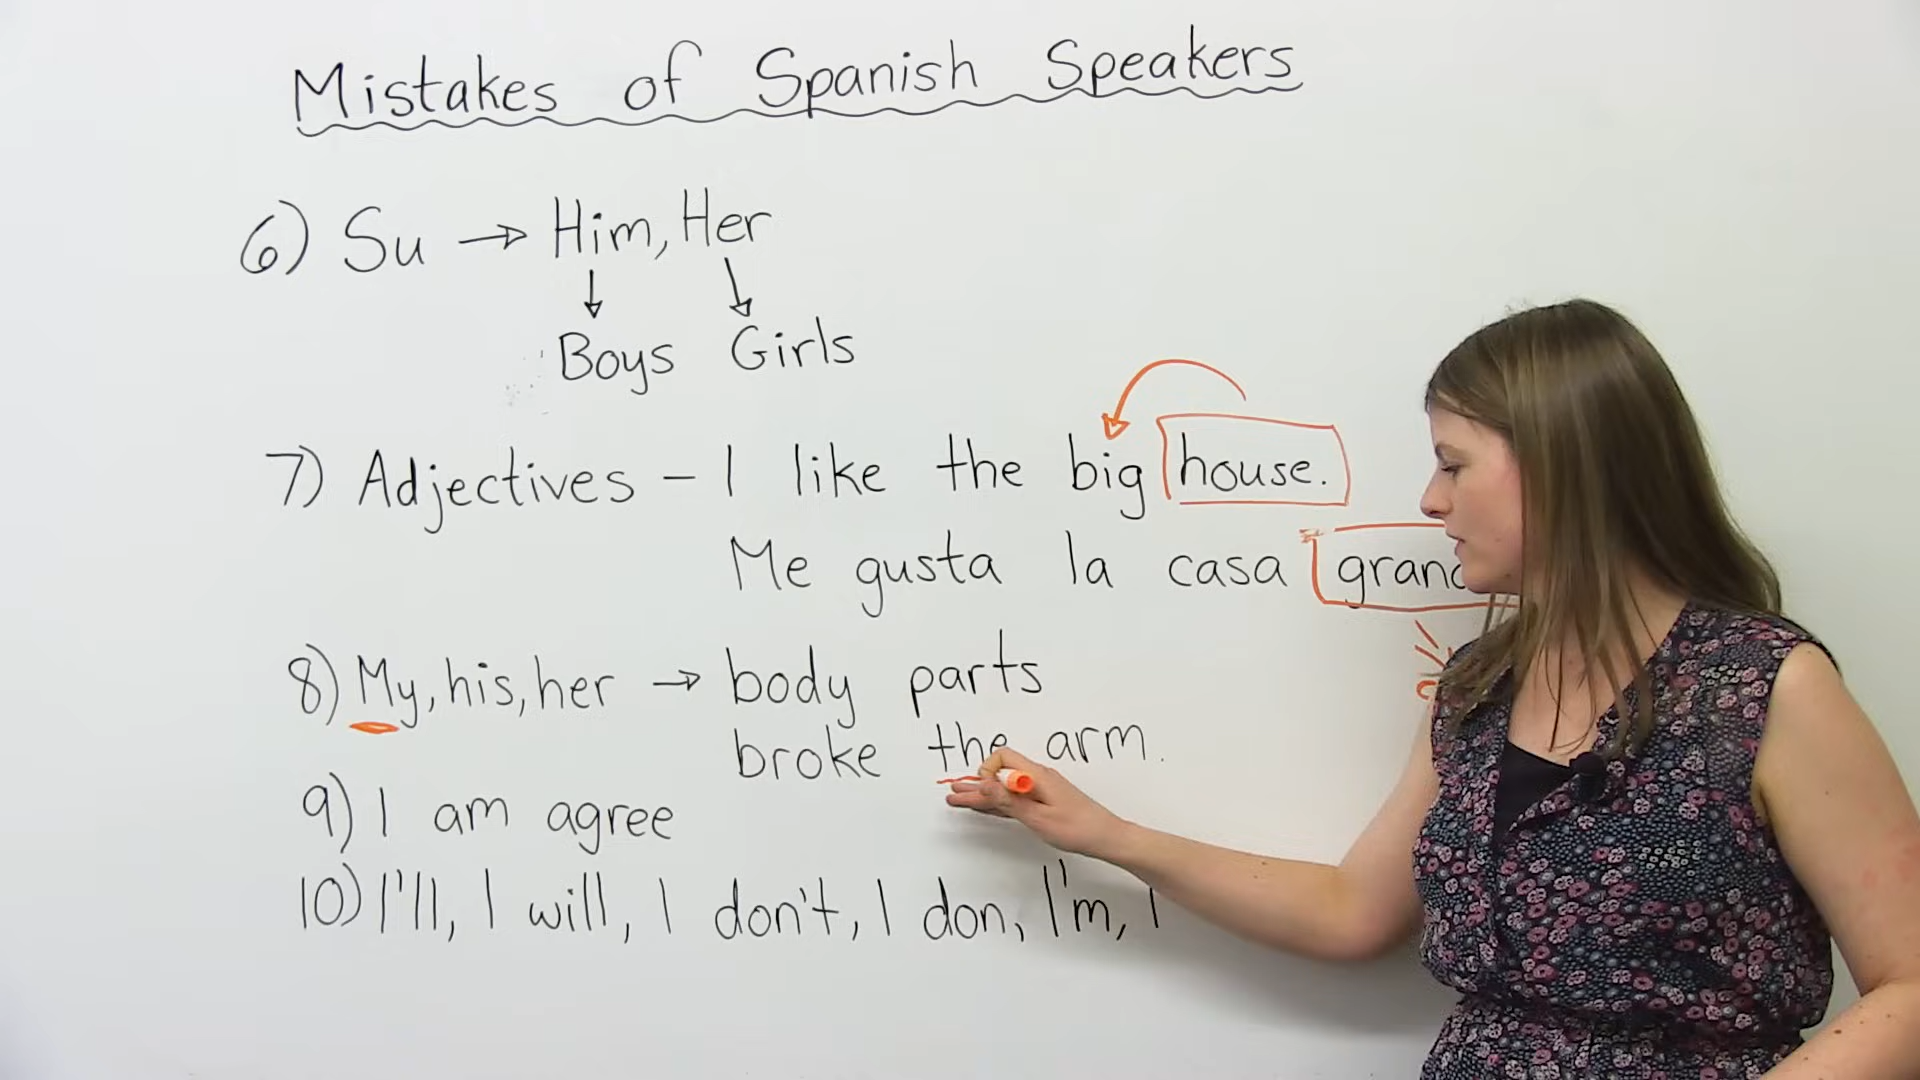 Mistakes of Spanish Speakers
6) Su → Him, Her
↓ ↓
Boys Girls
7) Adjectives - I like the big house.
Me gusta la casa
8) My, his, her → body parts
broke the arm.
9) I am agree
10) I'll, I will, I don't, I don, I'm, I